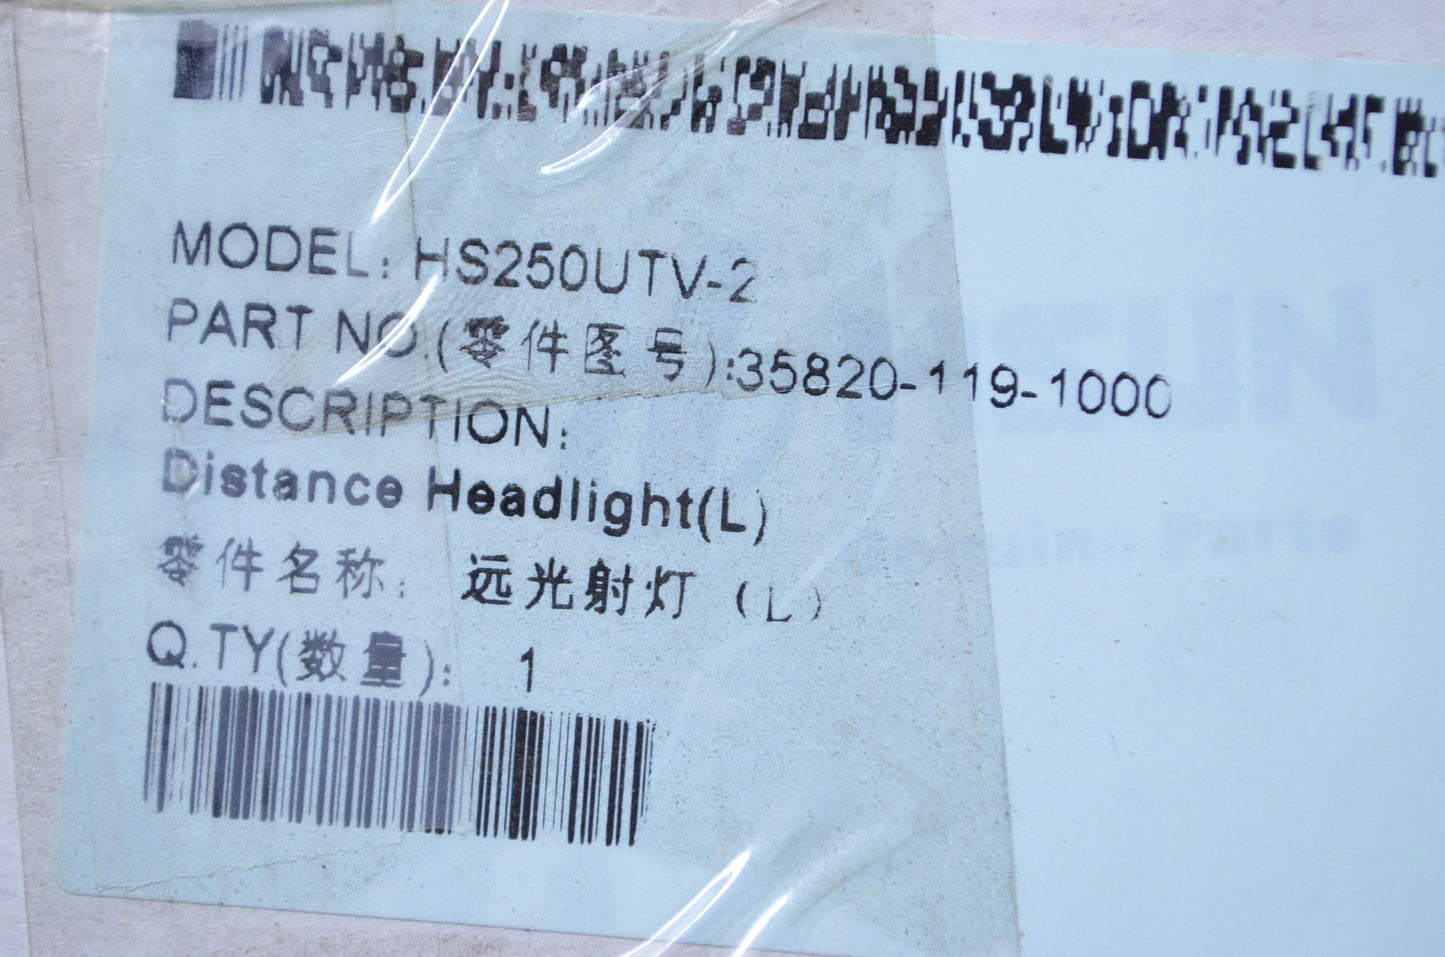 MODEL: HS250UTV-2
PART NO.(零件图号):35820-119-1000
DESCRIPTION:
Distance Headlight(L)
零件名称: 远光射灯 (L)
Q.TY(数量): 1
Parts